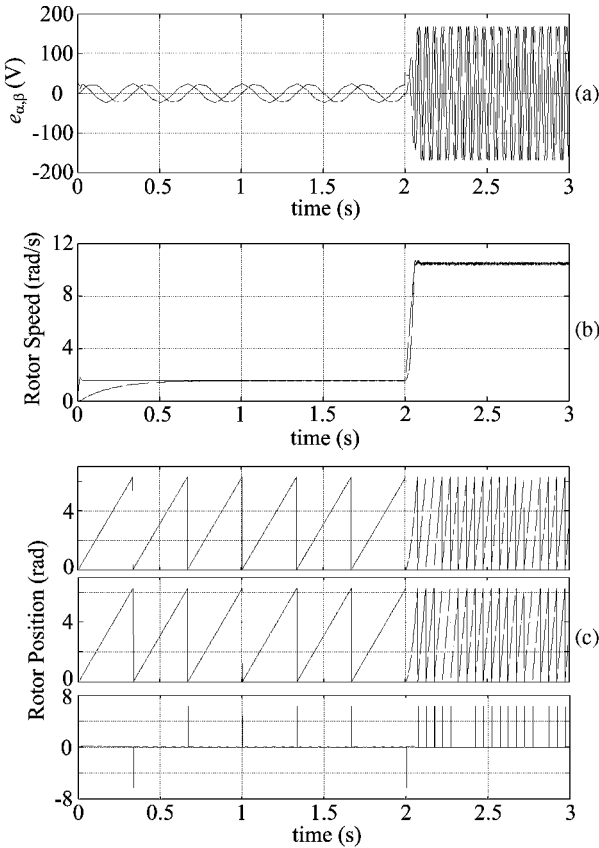 200
100
0
-100
-200
e α,β (V)
0 0.5 1 1.5 2 2.5 3
time (s)
(a)
12
8
4
0
Rotor Speed (rad/s)
0 0.5 1 1.5 2 2.5 3
time (s)
(b)
4
0
4
0
8
0
-8
Rotor Position (rad)
(c)
0 0.5 1 1.5 2 2.5 3
time (s)